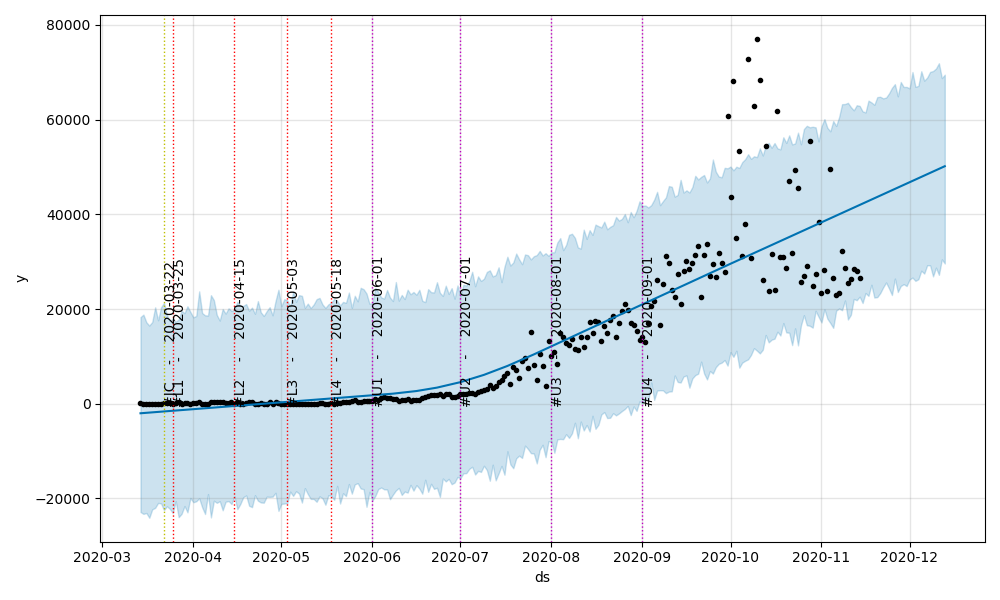 80000
60000
40000
20000
0
−20000
y
#JC - 2020-03-22
#L1 - 2020-03-25
#L2 - 2020-04-15
#L3 - 2020-05-03
#L4 - 2020-05-18
#U1 - 2020-06-01
#U2 - 2020-07-01
#U3 - 2020-08-01
#U4 - 2020-09-01
2020-03 2020-04 2020-05 2020-06 2020-07 2020-08 2020-09 2020-10 2020-11 2020-12
ds